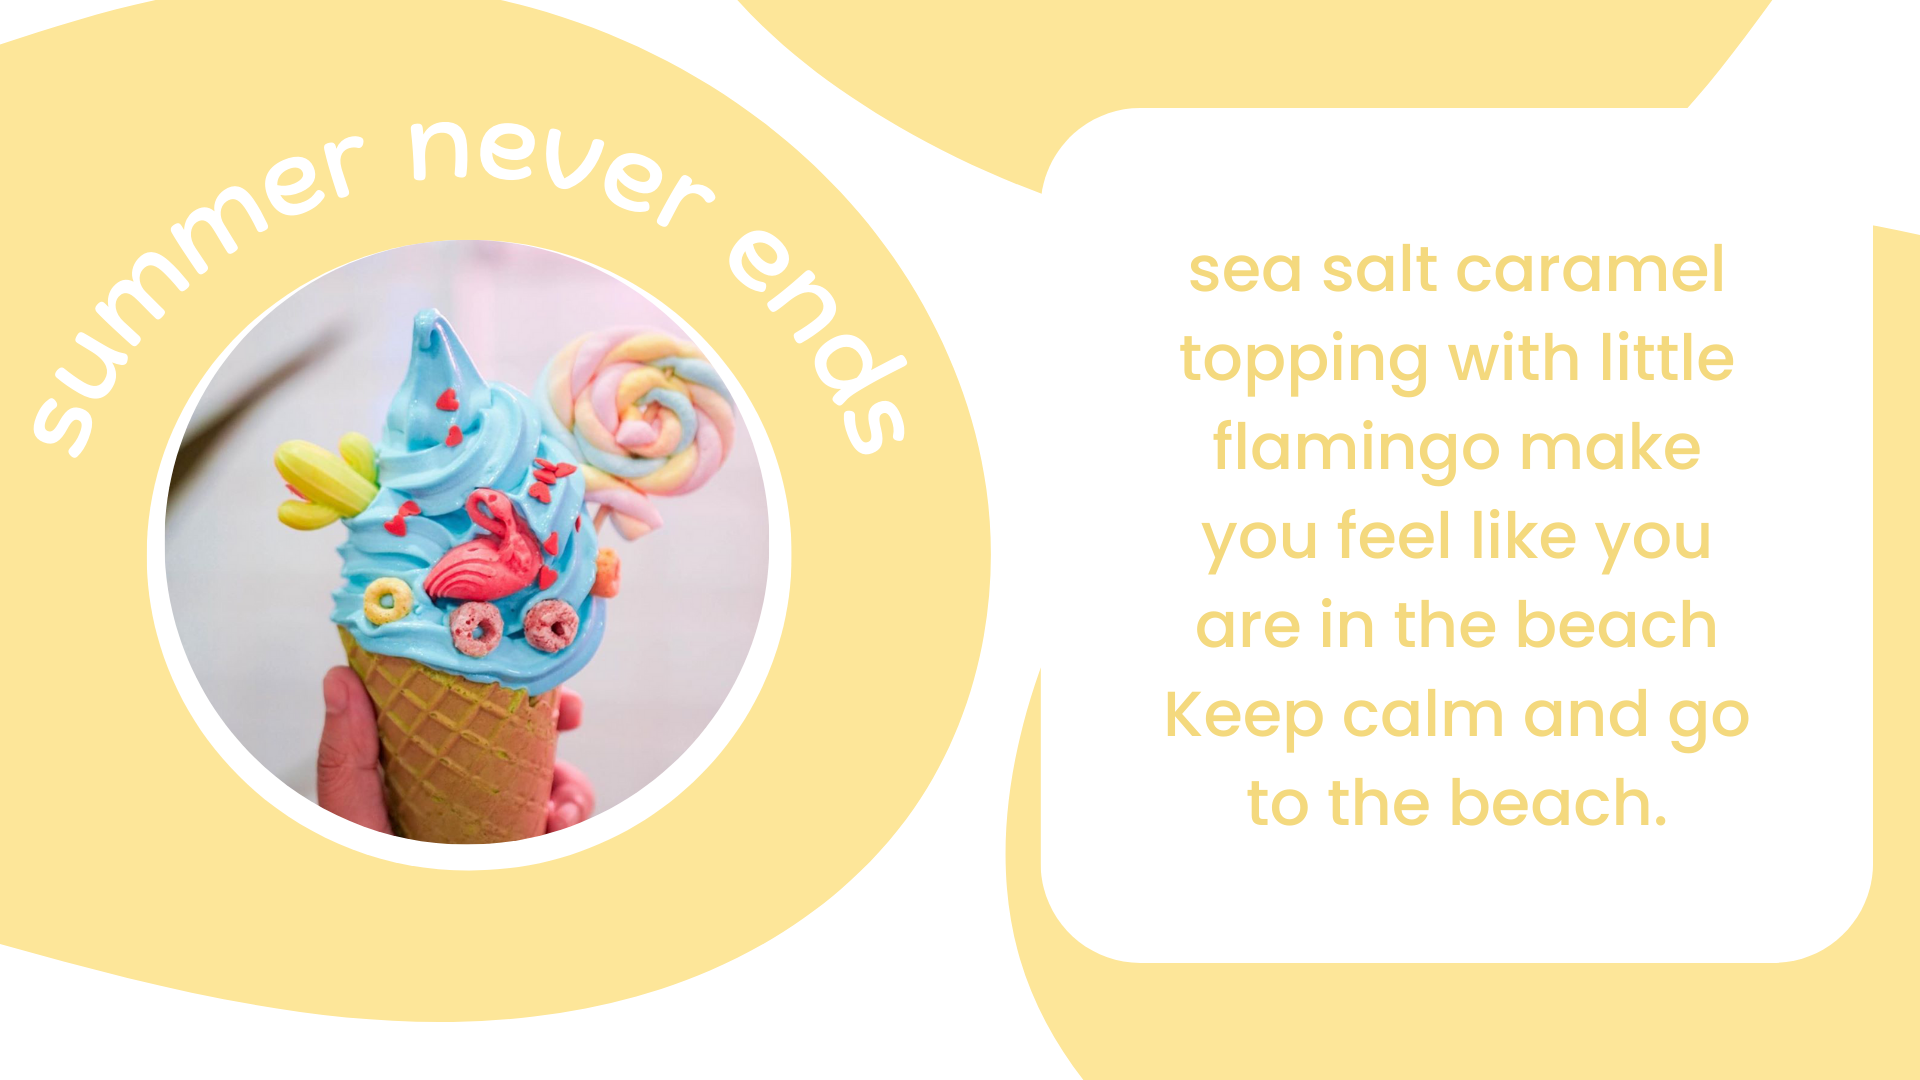 summer never ends
sea salt caramel
topping with little
flamingo make
you feel like you
are in the beach
Keep calm and go
to the beach.